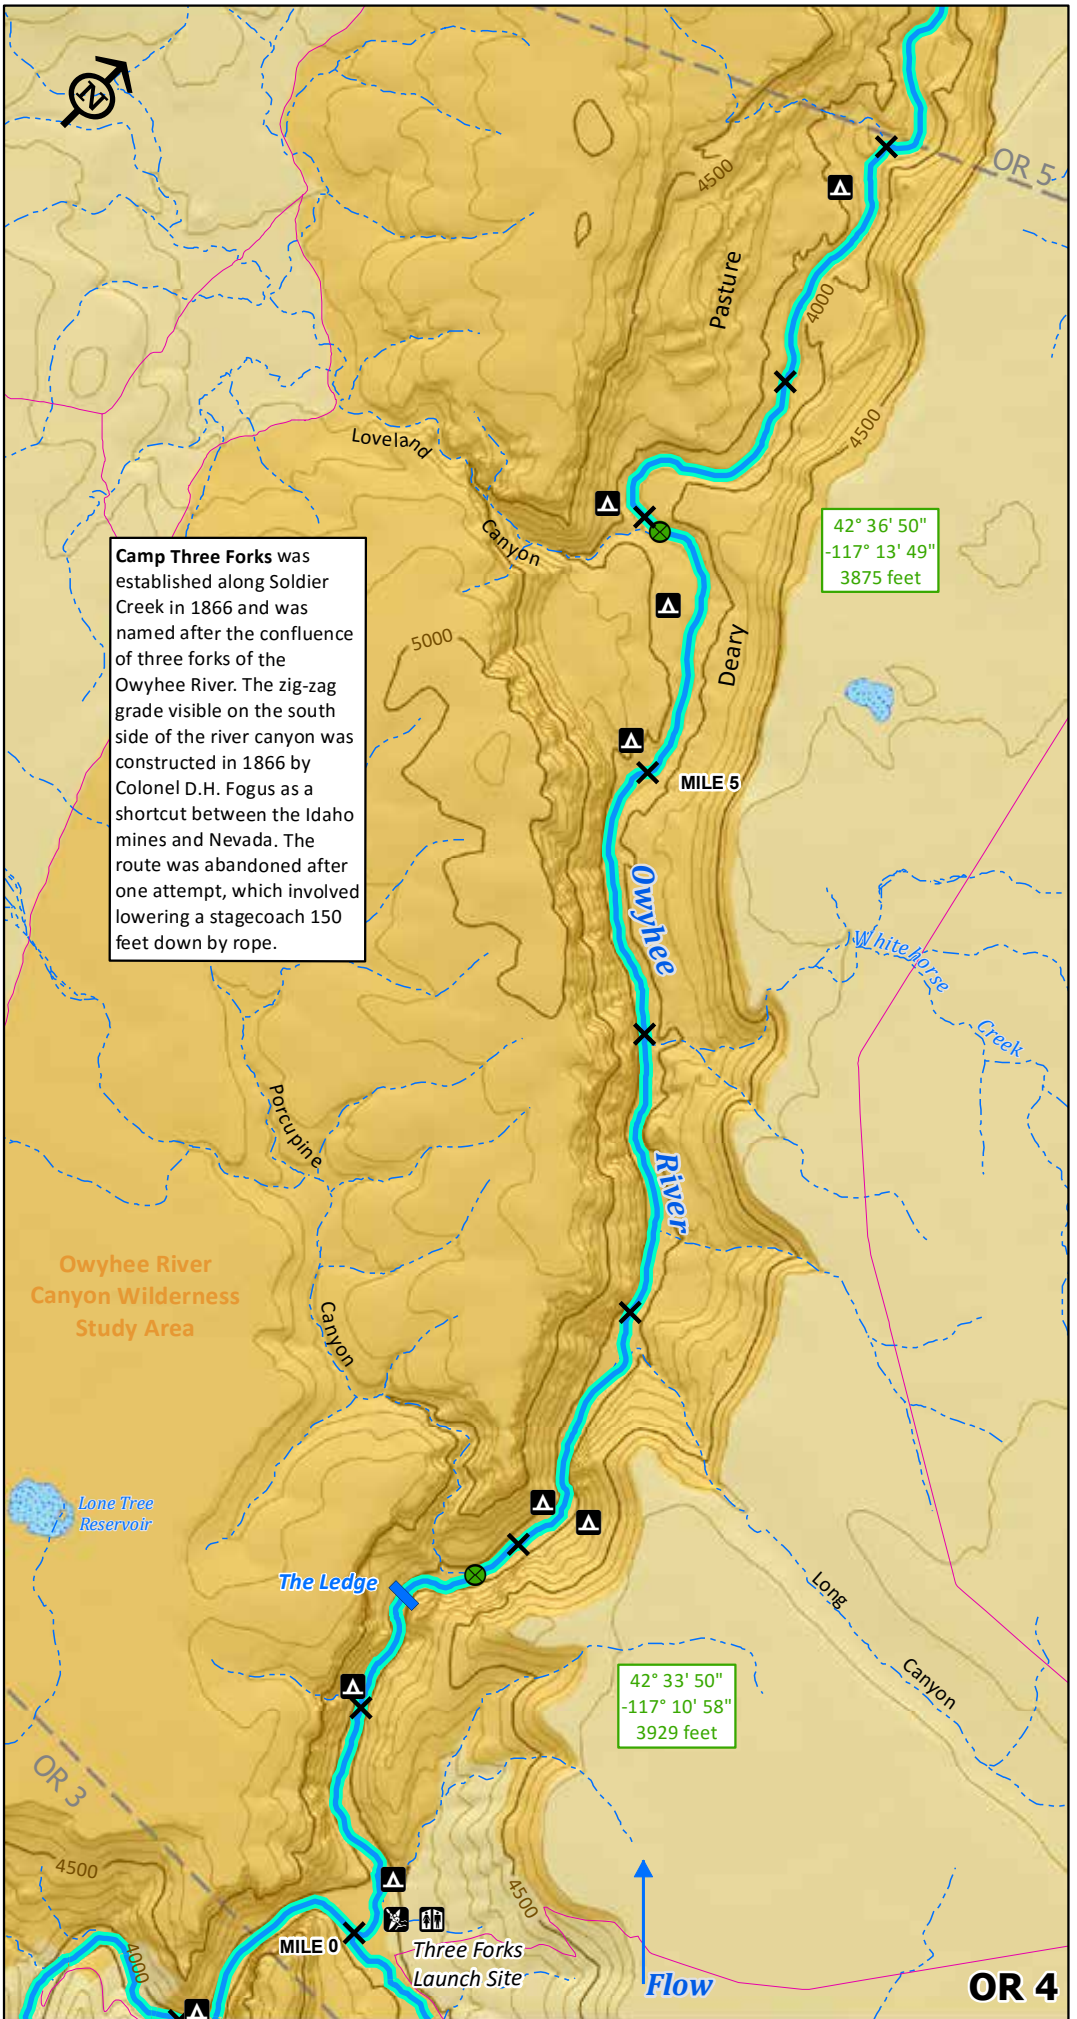 N
OR 5
4500
Pasture
4000
4500
Loveland
Canyon
42° 36' 50"
-117° 13' 49"
3875 feet
Camp Three Forks was
established along Soldier
Creek in 1866 and was
named after the confluence
of three forks of the
Owyhee River. The zig-zag
grade visible on the south
side of the river canyon was
constructed in 1866 by
Colonel D.H. Fogus as a
shortcut between the Idaho
mines and Nevada. The
route was abandoned after
one attempt, which involved
lowering a stagecoach 150
feet down by rope.
5000
Deary
MILE 5
Owyhee
River
Whitehorse
Creek
Porcupine
Canyon
Owyhee River
Canyon Wilderness
Study Area
Lone Tree
Reservoir
The Ledge
Long
Canyon
42° 33' 50"
-117° 10' 58"
3929 feet
OR 3
4500
4500
4000
MILE 0
Three Forks
Launch Site
Flow
OR 4